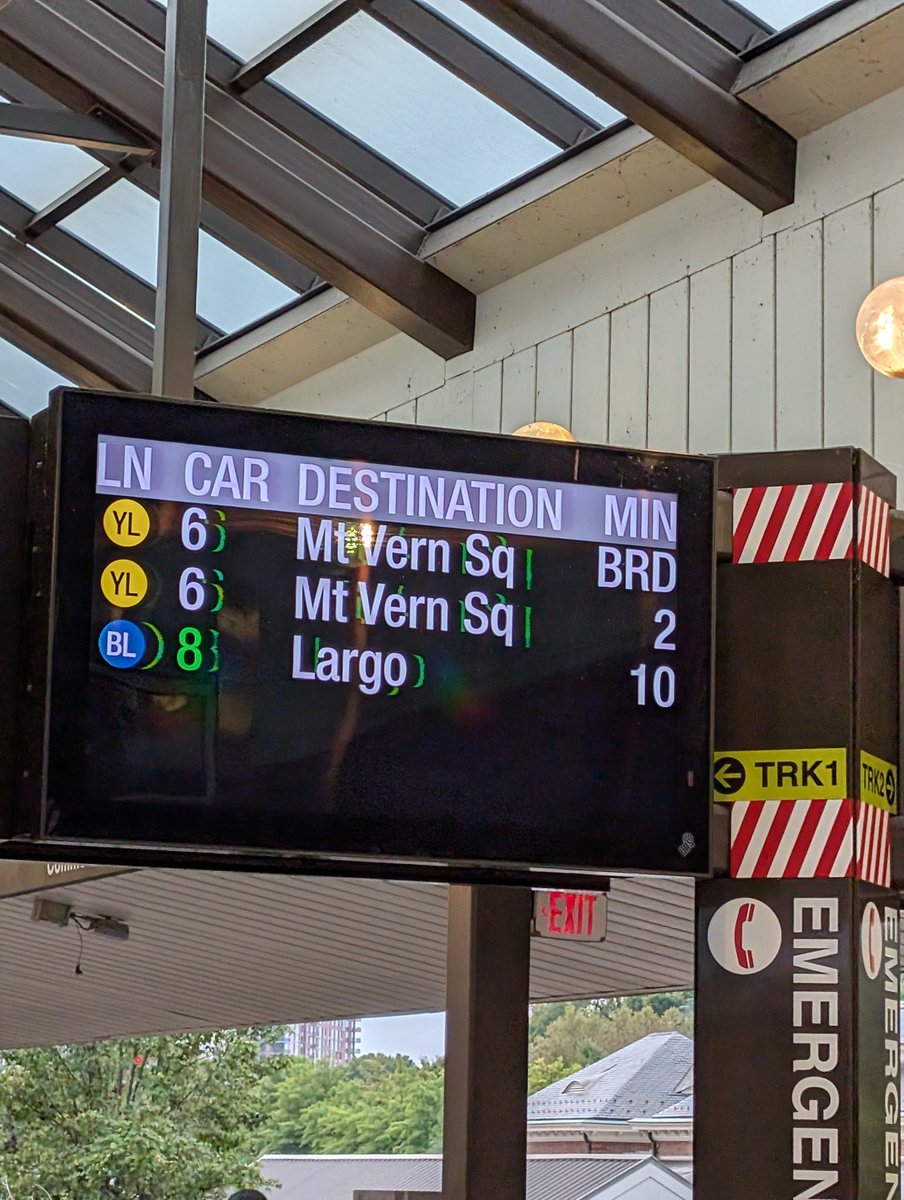 LN CAR DESTINATION MIN
YL 6 Mt Vern Sq BRD
YL 6 Mt Vern Sq 2
BL 8 Largo 10
TRK1
TRK2
EXIT
EMERGEN
EMERGEN